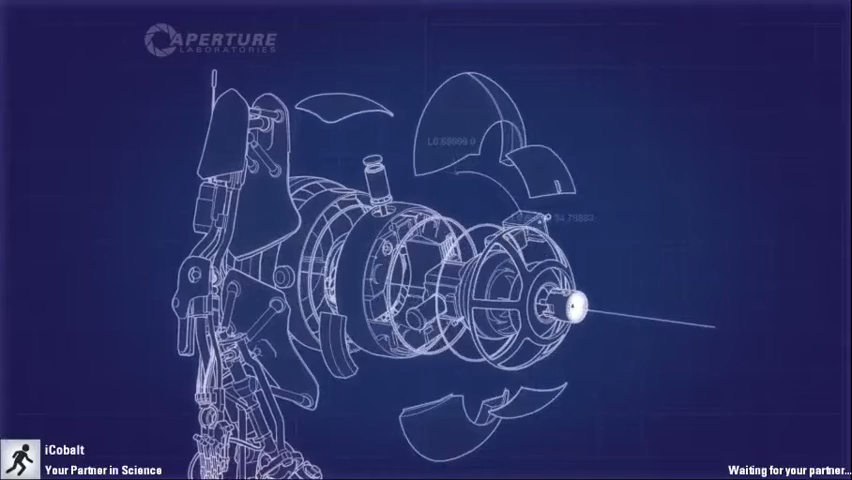 APERTURE
LABORATORIES
iCobalt
Your Partner in Science
Waiting for your partner...